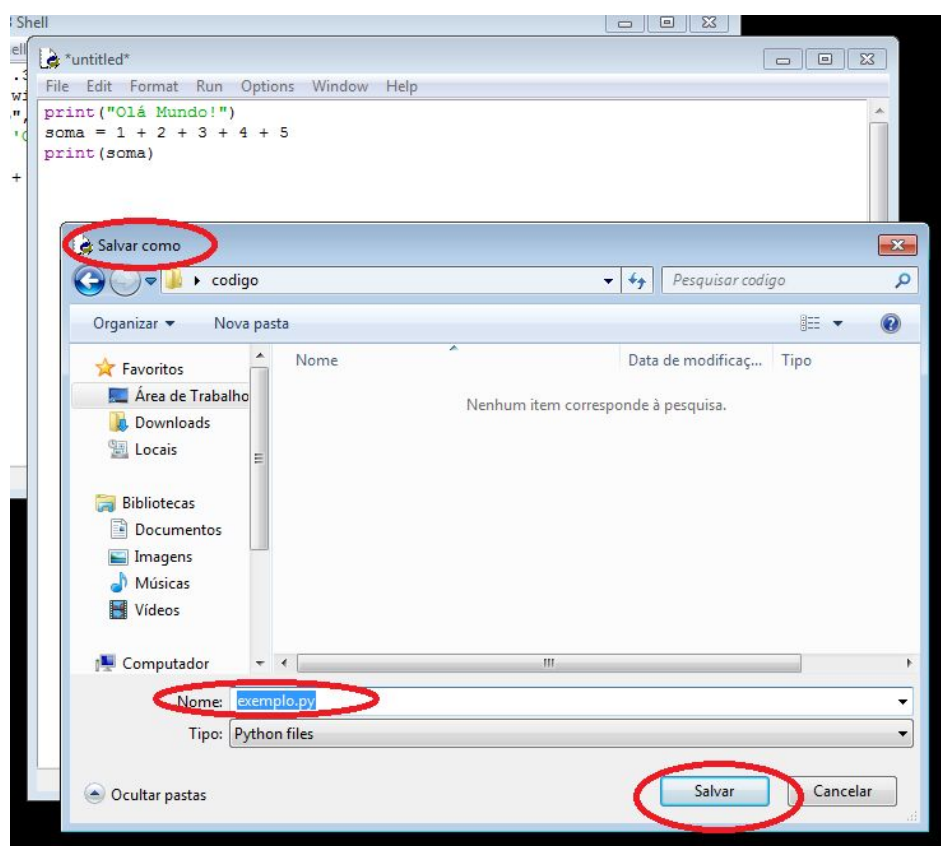 Shell
*untitled*
File Edit Format Run Options Window Help
print("Olá Mundo!")
soma = 1 + 2 + 3 + 4 + 5
print(soma)
Salvar como
codigo
Pesquisar codigo
Organizar Nova pasta
Nome Data de modificaç... Tipo
Nenhum item corresponde à pesquisa.
Favoritos
Área de Trabalho
Downloads
Locais
Bibliotecas
Documentos
Imagens
Músicas
Vídeos
Computador
Nome: exemplo.py
Tipo: Python files
Ocultar pastas
Salvar Cancelar